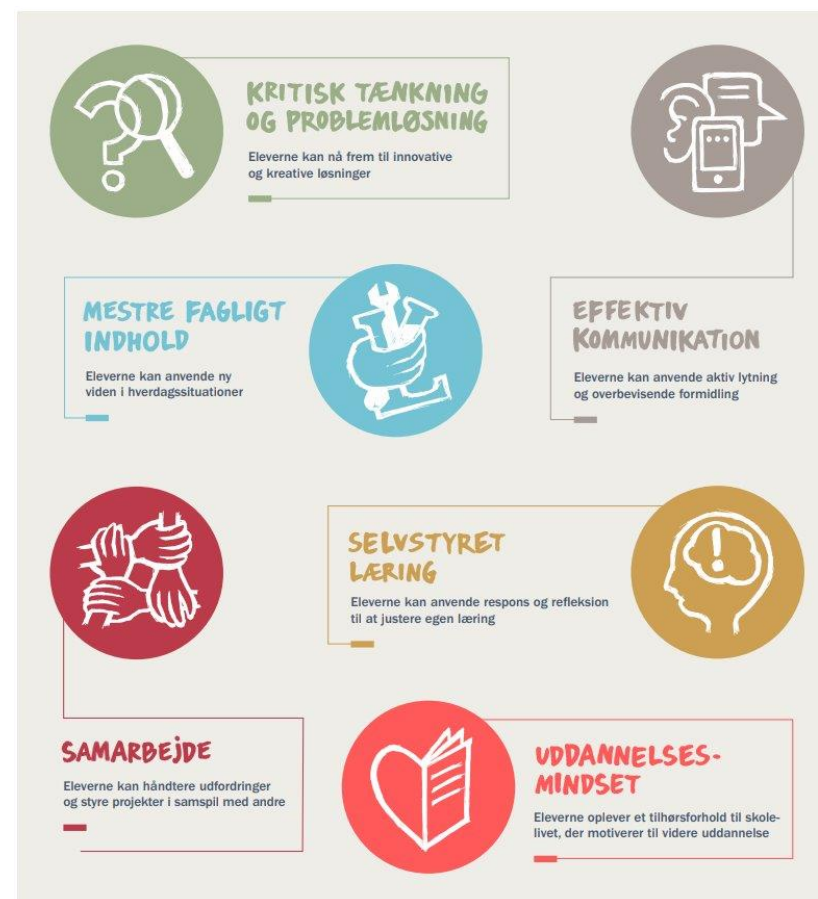 KRITISK TÆNKNING
OG PROBLEMLØSNING
Eleverne kan nå frem til innovative
og kreative løsninger
MESTRE FAGLIGT
INDHOLD
Eleverne kan anvende ny
viden i hverdagssituationer
EFFEKTIV
KOMMUNIKATION
Eleverne kan anvende aktiv lytning
og overbevisende formidling
SELVSTYRET
LÆRING
Eleverne kan anvende respons og refleksion
til at justere egen læring
SAMARBEJDE
Eleverne kan håndtere udfordringer
og styre projekter i samspil med andre
UDDANNELSES-
MINDSET
Eleverne oplever et tilhørsforhold til skole-
livet, der motiverer til videre uddannelse